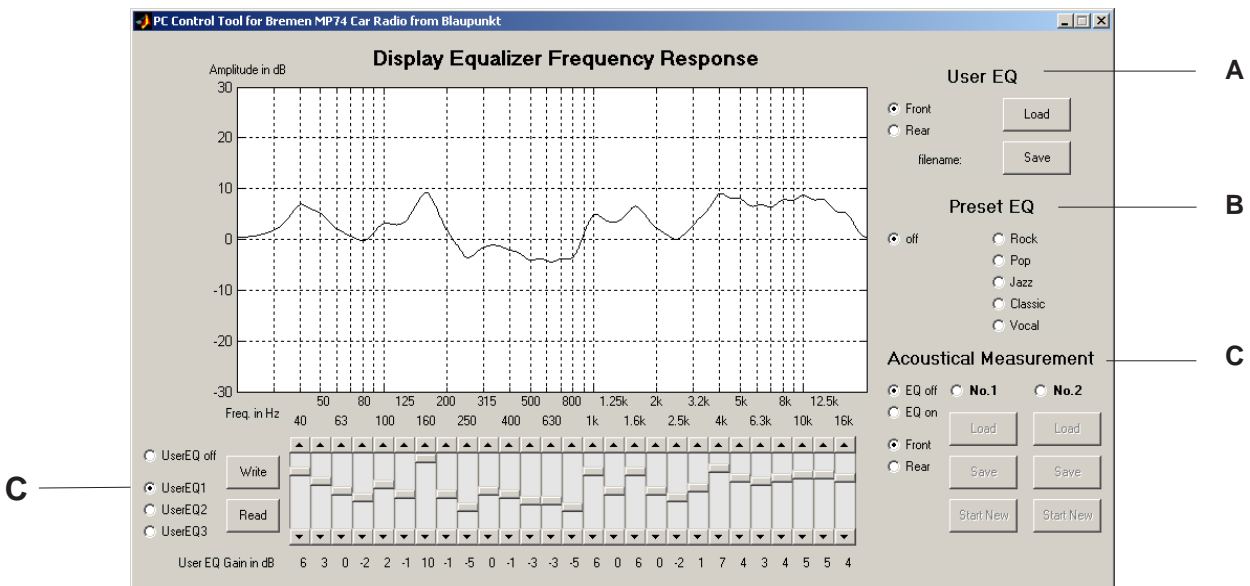 PC Control Tool for Bremen MP74 Car Radio from Blaupunkt
Display Equalizer Frequency Response
Amplitude in dB
30
20
10
0
-10
-20
-30
50 80 125 200 315 500 800 1.25k 2k 3.2k 5k 8k 12.5k
Freq. in Hz
40 63 100 160 250 400 630 1k 1.6k 2.5k 4k 6.3k 10k 16k
UserEQ off
UserEQ1
UserEQ2
UserEQ3
Write
Read
User EQ Gain in dB 6 3 0 -2 2 -1 10 -1 -5 0 -1 -3 -3 -5 6 0 6 0 -2 1 7 4 3 4 5 5 4
C
User EQ
A
Front
Rear
Load
filename:
Save
Preset EQ
B
off
Rock
Pop
Jazz
Classic
Vocal
Acoustical Measurement
C
EQ off No.1 No.2
EQ on
Load Load
Front
Rear
Save Save
Start New Start New